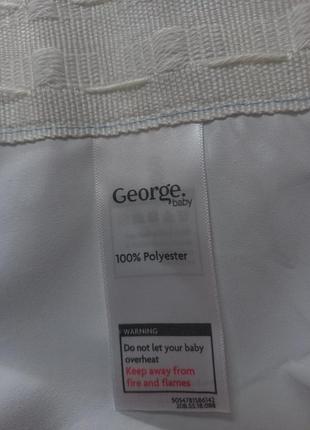 George.
baby
100% Polyester
WARNING
Do not let your baby
overheat
Keep away from
fire and flames